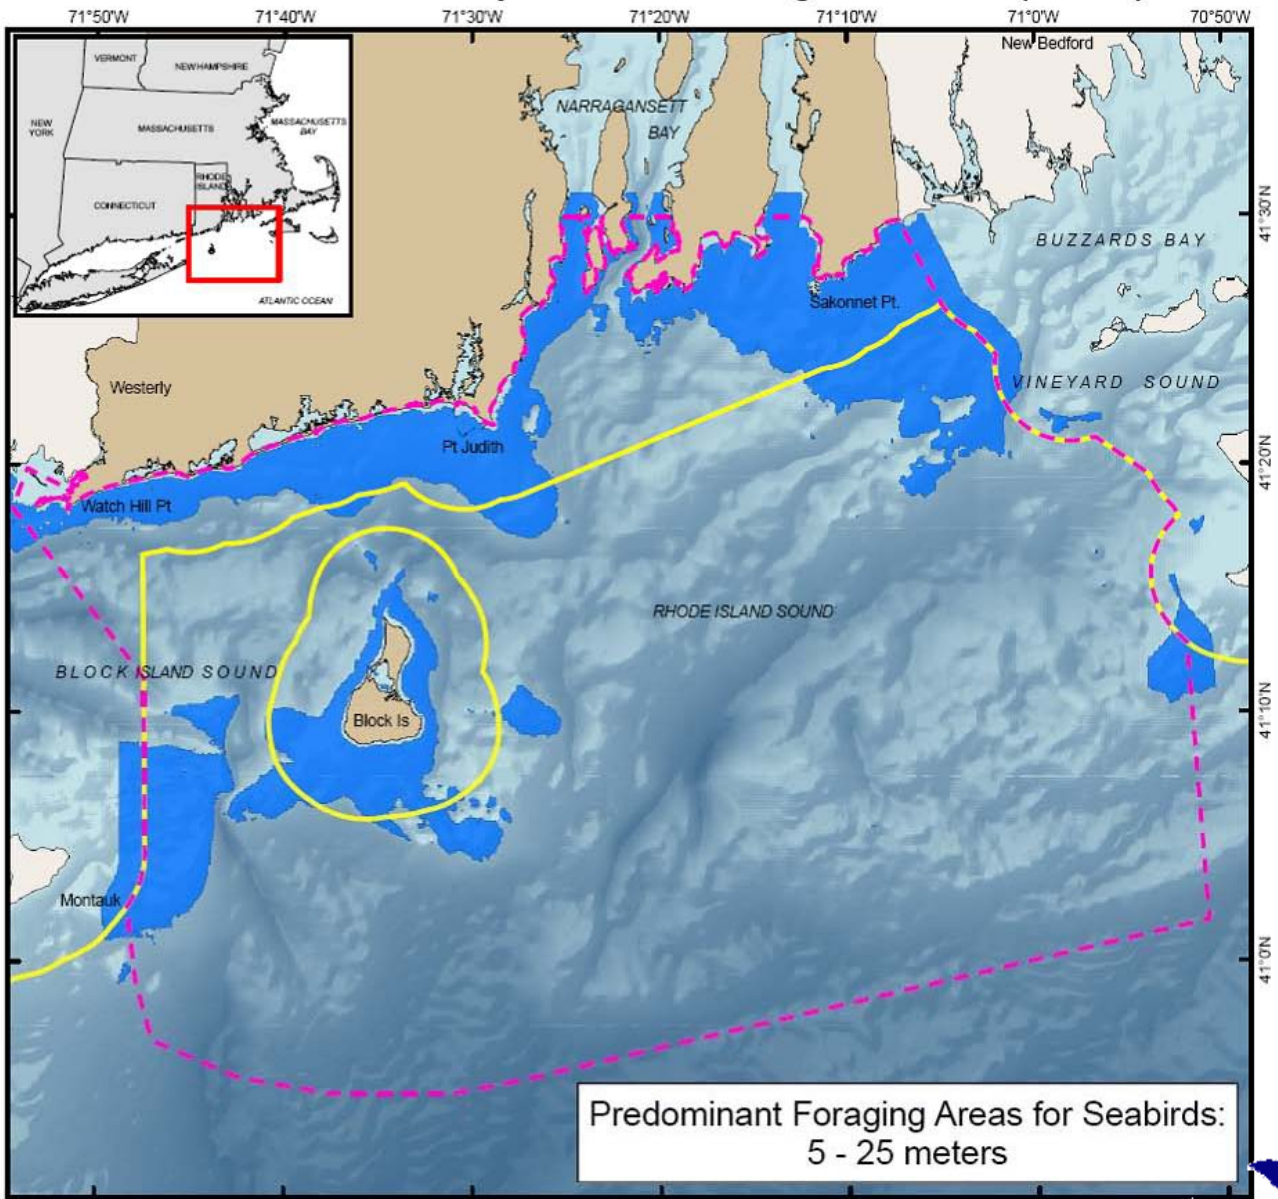 71°50'W 71°40'W 71°30'W 71°20'W 71°10'W 71°0'W 70°50'W
New Bedford
VERMONT
NEW HAMPSHIRE
NEW
YORK
MASSACHUSETTS
MASSACHUSETTS
BAY
RHODE
ISLAND
CONNECTICUT
ATLANTIC OCEAN
NARRAGANSETT
BAY
41°30'N
BUZZARDS BAY
Sakonnet Pt.
Westerly
VINEYARD SOUND
Pt Judith
41°20'N
Watch Hill Pt
RHODE ISLAND SOUND
BLOCK ISLAND SOUND
Block Is
41°10'N
Montauk
41°0'N
Predominant Foraging Areas for Seabirds:
5 - 25 meters